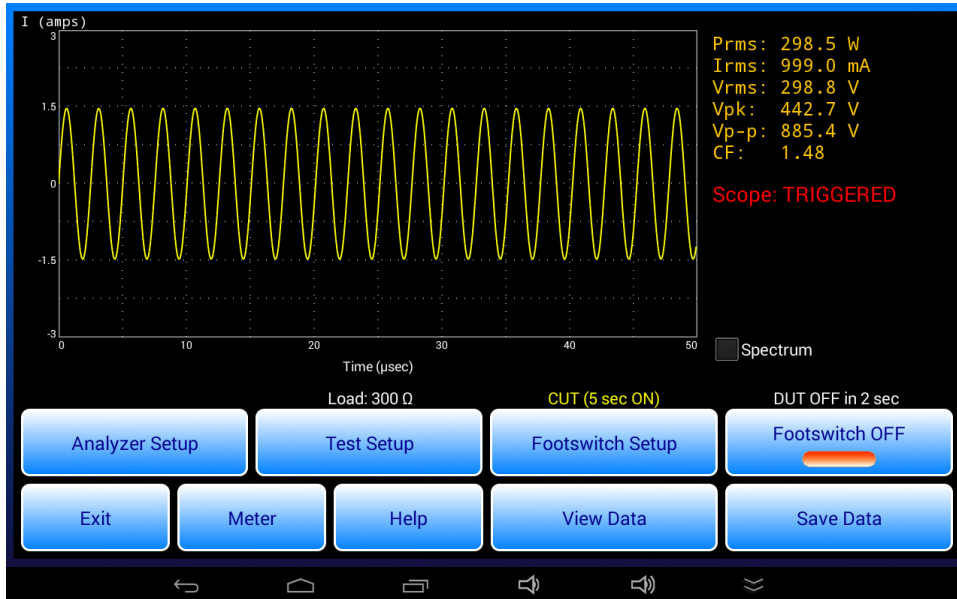 I (amps)
3
1.5
0
-1.5
-3
0 10 20 30 40 50
Time (µsec)
Prms: 298.5 W
Irms: 999.0 mA
Vrms: 298.8 V
Vpk: 442.7 V
Vp-p: 885.4 V
CF: 1.48
Scope: TRIGGERED
Spectrum
Load: 300 Ω
CUT (5 sec ON)
DUT OFF in 2 sec
Analyzer Setup
Test Setup
Footswitch Setup
Footswitch OFF
Exit
Meter
Help
View Data
Save Data